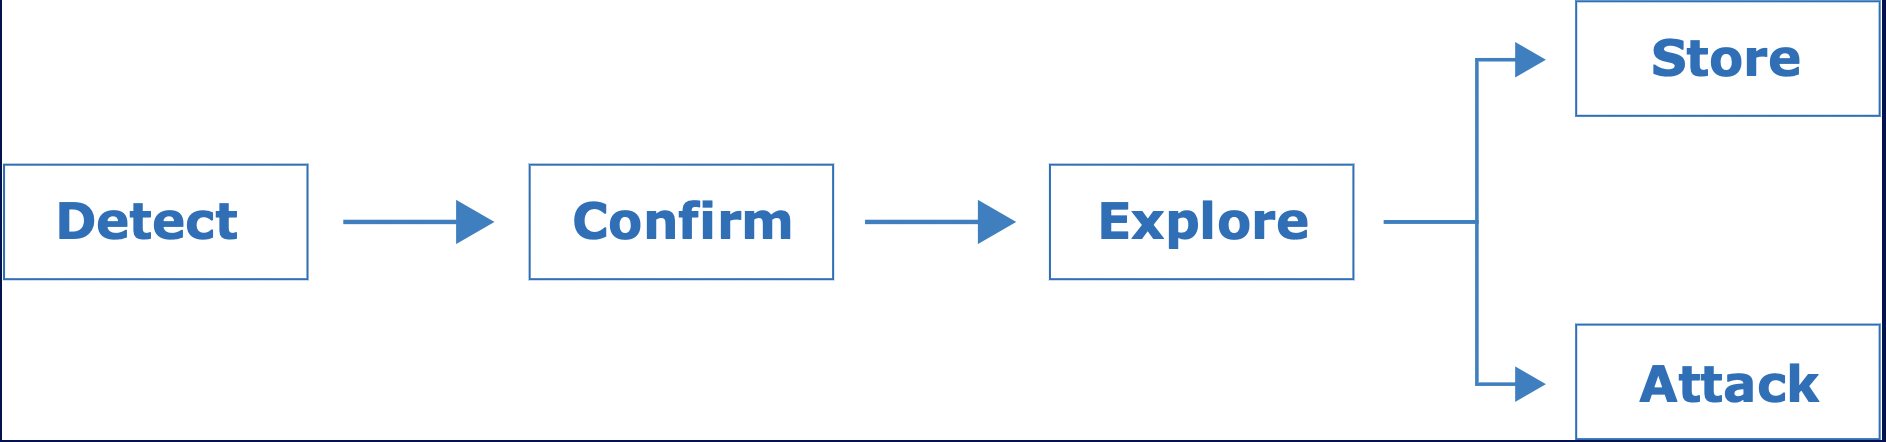 Detect
Confirm
Explore
Store
Attack